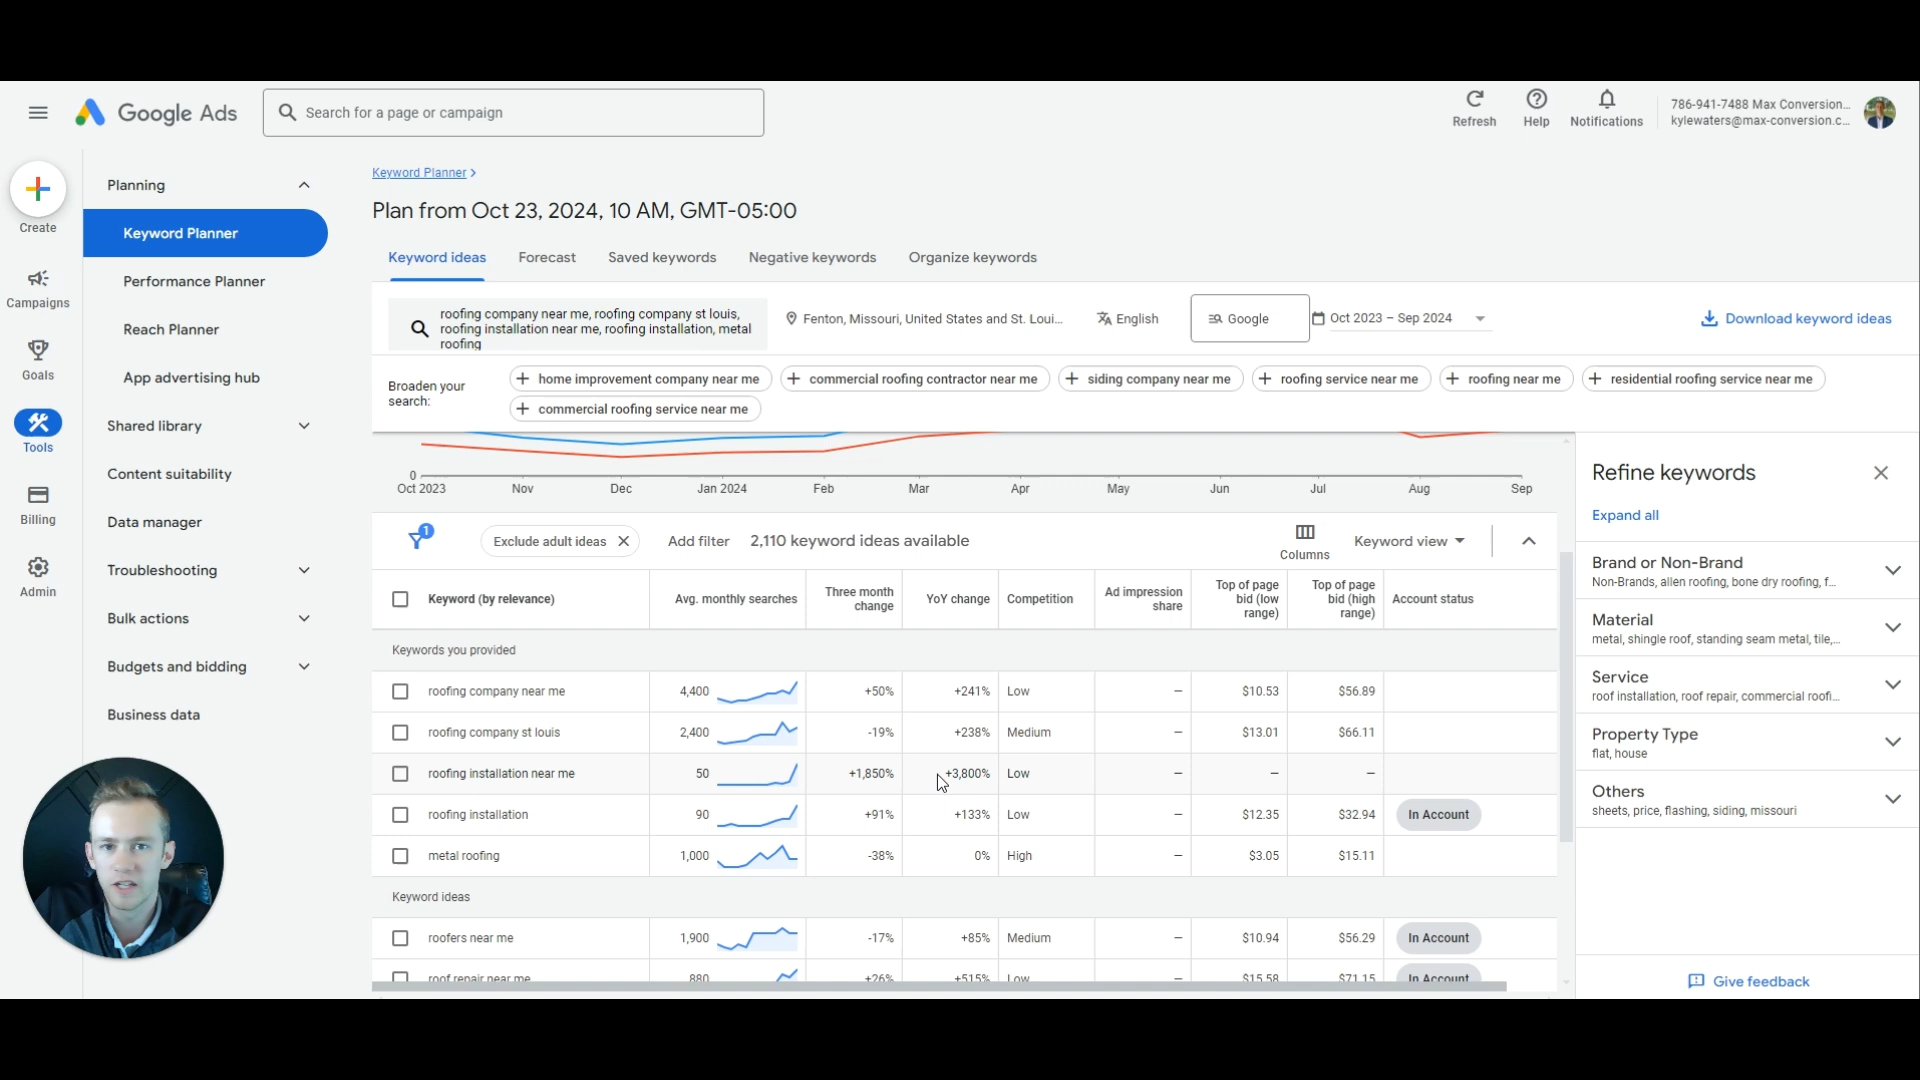 Google Ads
Search for a page or campaign
Refresh
Help
Notifications
786-941-7488 Max Conversion...
kylewaters@max-conversion.c...
Create
Campaigns
Goals
Tools
Billing
Admin
Planning
Keyword Planner
Performance Planner
Reach Planner
App advertising hub
Shared library
Content suitability
Data manager
Troubleshooting
Bulk actions
Budgets and bidding
Business data
Keyword Planner >
Plan from Oct 23, 2024, 10 AM, GMT-05:00
Keyword ideas Forecast Saved keywords Negative keywords Organize keywords
roofing company near me, roofing company st louis,
roofing installation near me, roofing installation, metal
roofing
Fenton, Missouri, United States and St. Loui...
English
Google
Oct 2023 – Sep 2024
Download keyword ideas
Broaden your
search:
home improvement company near me
commercial roofing contractor near me
siding company near me
roofing service near me
roofing near me
residential roofing service near me
commercial roofing service near me
0
Oct 2023 Nov Dec Jan 2024 Feb Mar Apr May Jun Jul Aug Sep
1
Exclude adult ideas
Add filter
2,110 keyword ideas available
Columns
Keyword view
Keyword (by relevance) Avg. monthly searches Three month change YoY change Competition Ad impression share Top of page bid (low range) Top of page bid (high range) Account status
Keywords you provided
roofing company near me 4,400 +50% +241% Low – $10.53 $56.89
roofing company st louis 2,400 -19% +238% Medium – $13.01 $66.11
roofing installation near me 50 +1,850% +3,800% Low – – –
roofing installation 90 +91% +133% Low – $12.35 $32.94 In Account
metal roofing 1,000 -38% 0% High – $3.05 $15.11
Keyword ideas
roofers near me 1,900 -17% +85% Medium – $10.94 $56.29 In Account
roof repair near me 880 +26% +515% Low – $15.58 $71.15 In Account
Refine keywords
Expand all
Brand or Non-Brand
Non-Brands, allen roofing, bone dry roofing, f...
Material
metal, shingle roof, standing seam metal, tile,...
Service
roof installation, roof repair, commercial roofi...
Property Type
flat, house
Others
sheets, price, flashing, siding, missouri
Give feedback